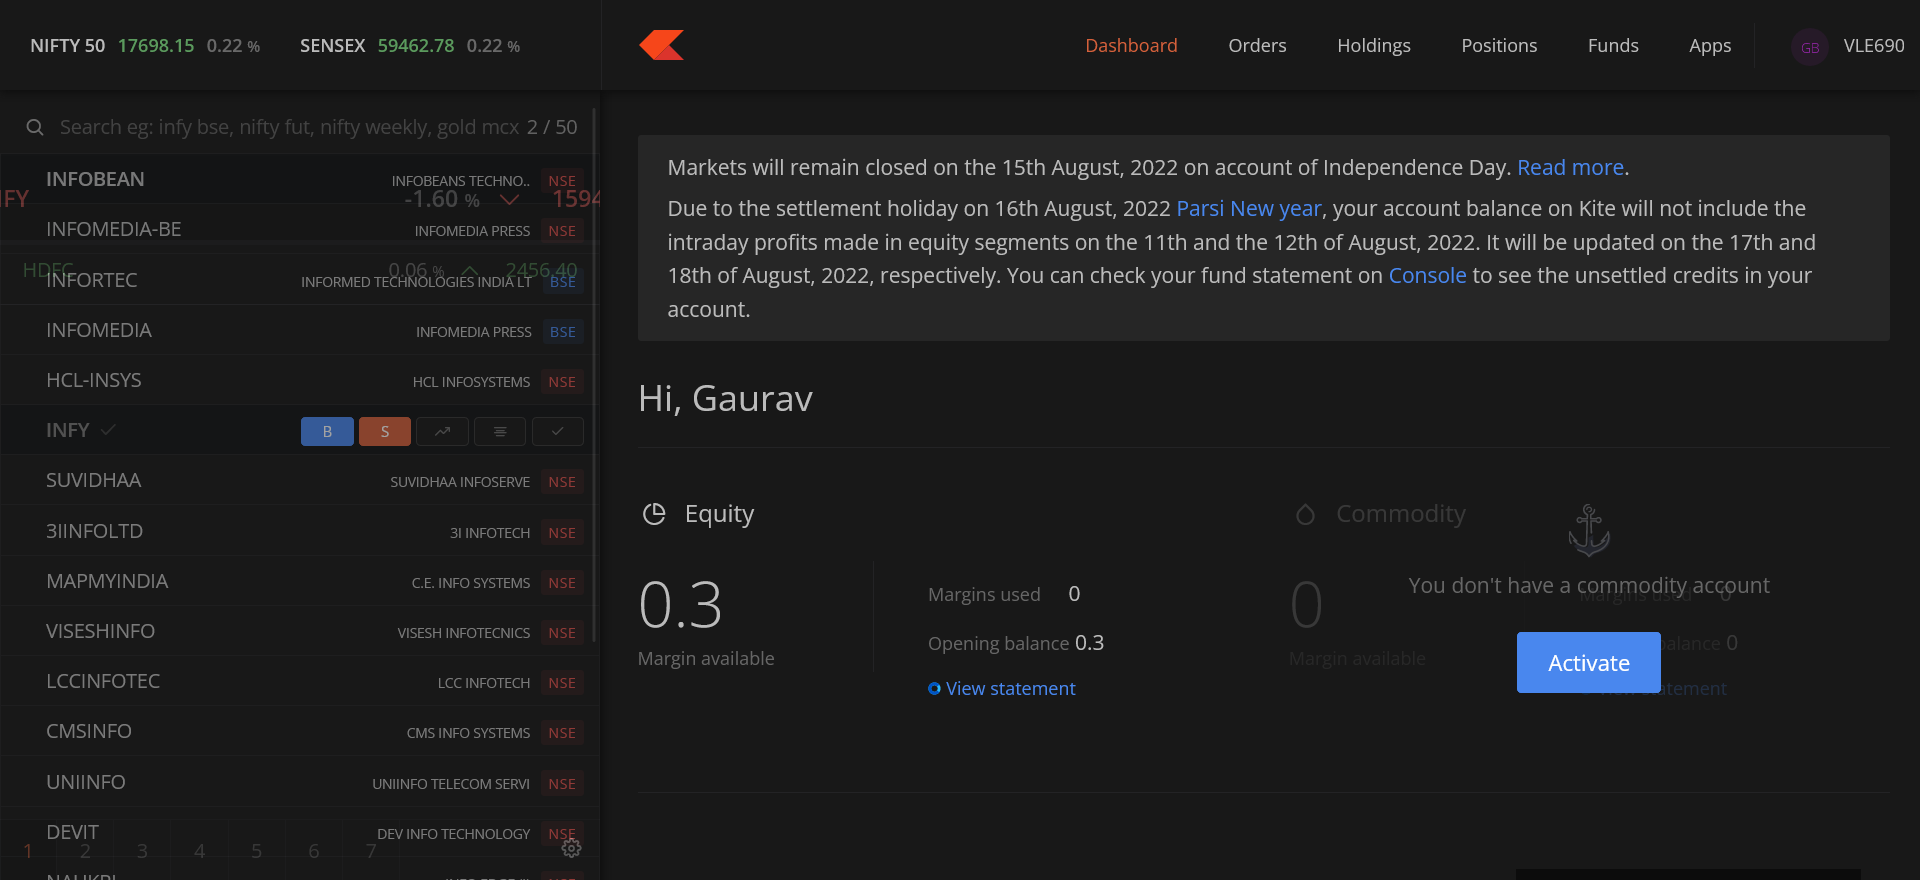 NIFTY 50 17698.15 0.22 % SENSEX 59462.78 0.22 %
Dashboard Orders Holdings Positions Funds Apps GB VLE690
Search eg: infy bse, nifty fut, nifty weekly, gold mcx 2 / 50
INFOBEAN INFOBEANS TECHNO.. NSE
-1.60 % 1594
INFOMEDIA-BE INFOMEDIA PRESS NSE
HDFC 0.06 % 2456.40
INFORTEC INFORMED TECHNOLOGIES INDIA LT BSE
INFOMEDIA INFOMEDIA PRESS BSE
HCL-INSYS HCL INFOSYSTEMS NSE
INFY B S
SUVIDHAA SUVIDHAA INFOSERVE NSE
3IINFOLTD 3I INFOTECH NSE
MAPMYINDIA C.E. INFO SYSTEMS NSE
VISESHINFO VISESH INFOTECNICS NSE
LCCINFOTEC LCC INFOTECH NSE
CMSINFO CMS INFO SYSTEMS NSE
UNIINFO UNIINFO TELECOM SERVI NSE
DEVIT DEV INFO TECHNOLOGY NSE
1 2 3 4 5 6 7
Markets will remain closed on the 15th August, 2022 on account of Independence Day. Read more.
Due to the settlement holiday on 16th August, 2022 Parsi New year, your account balance on Kite will not include the
intraday profits made in equity segments on the 11th and the 12th of August, 2022. It will be updated on the 17th and
18th of August, 2022, respectively. You can check your fund statement on Console to see the unsettled credits in your
account.
Hi, Gaurav
Equity
0.3
Margin available
Margins used 0
Opening balance 0.3
View statement
Commodity
0
Margin available
You don't have a commodity account
Margins used 0
balance 0
Activate
View statement